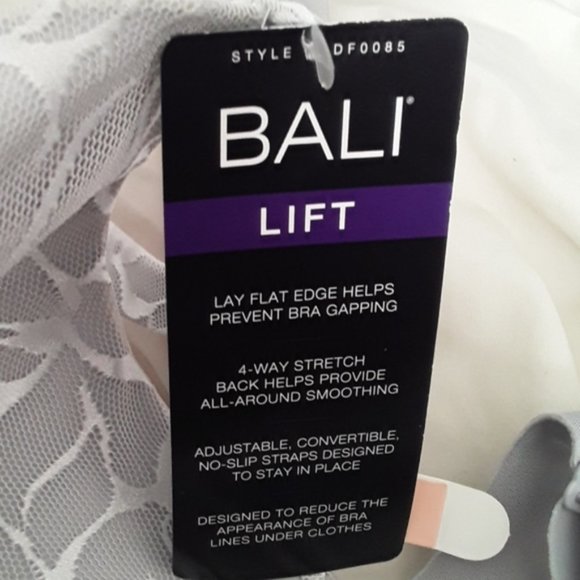 STYLE DF0085
BALI®
LIFT
LAY FLAT EDGE HELPS
PREVENT BRA GAPPING
4-WAY STRETCH
BACK HELPS PROVIDE
ALL-AROUND SMOOTHING
ADJUSTABLE, CONVERTIBLE,
NO-SLIP STRAPS DESIGNED
TO STAY IN PLACE
DESIGNED TO REDUCE THE
APPEARANCE OF BRA
LINES UNDER CLOTHES